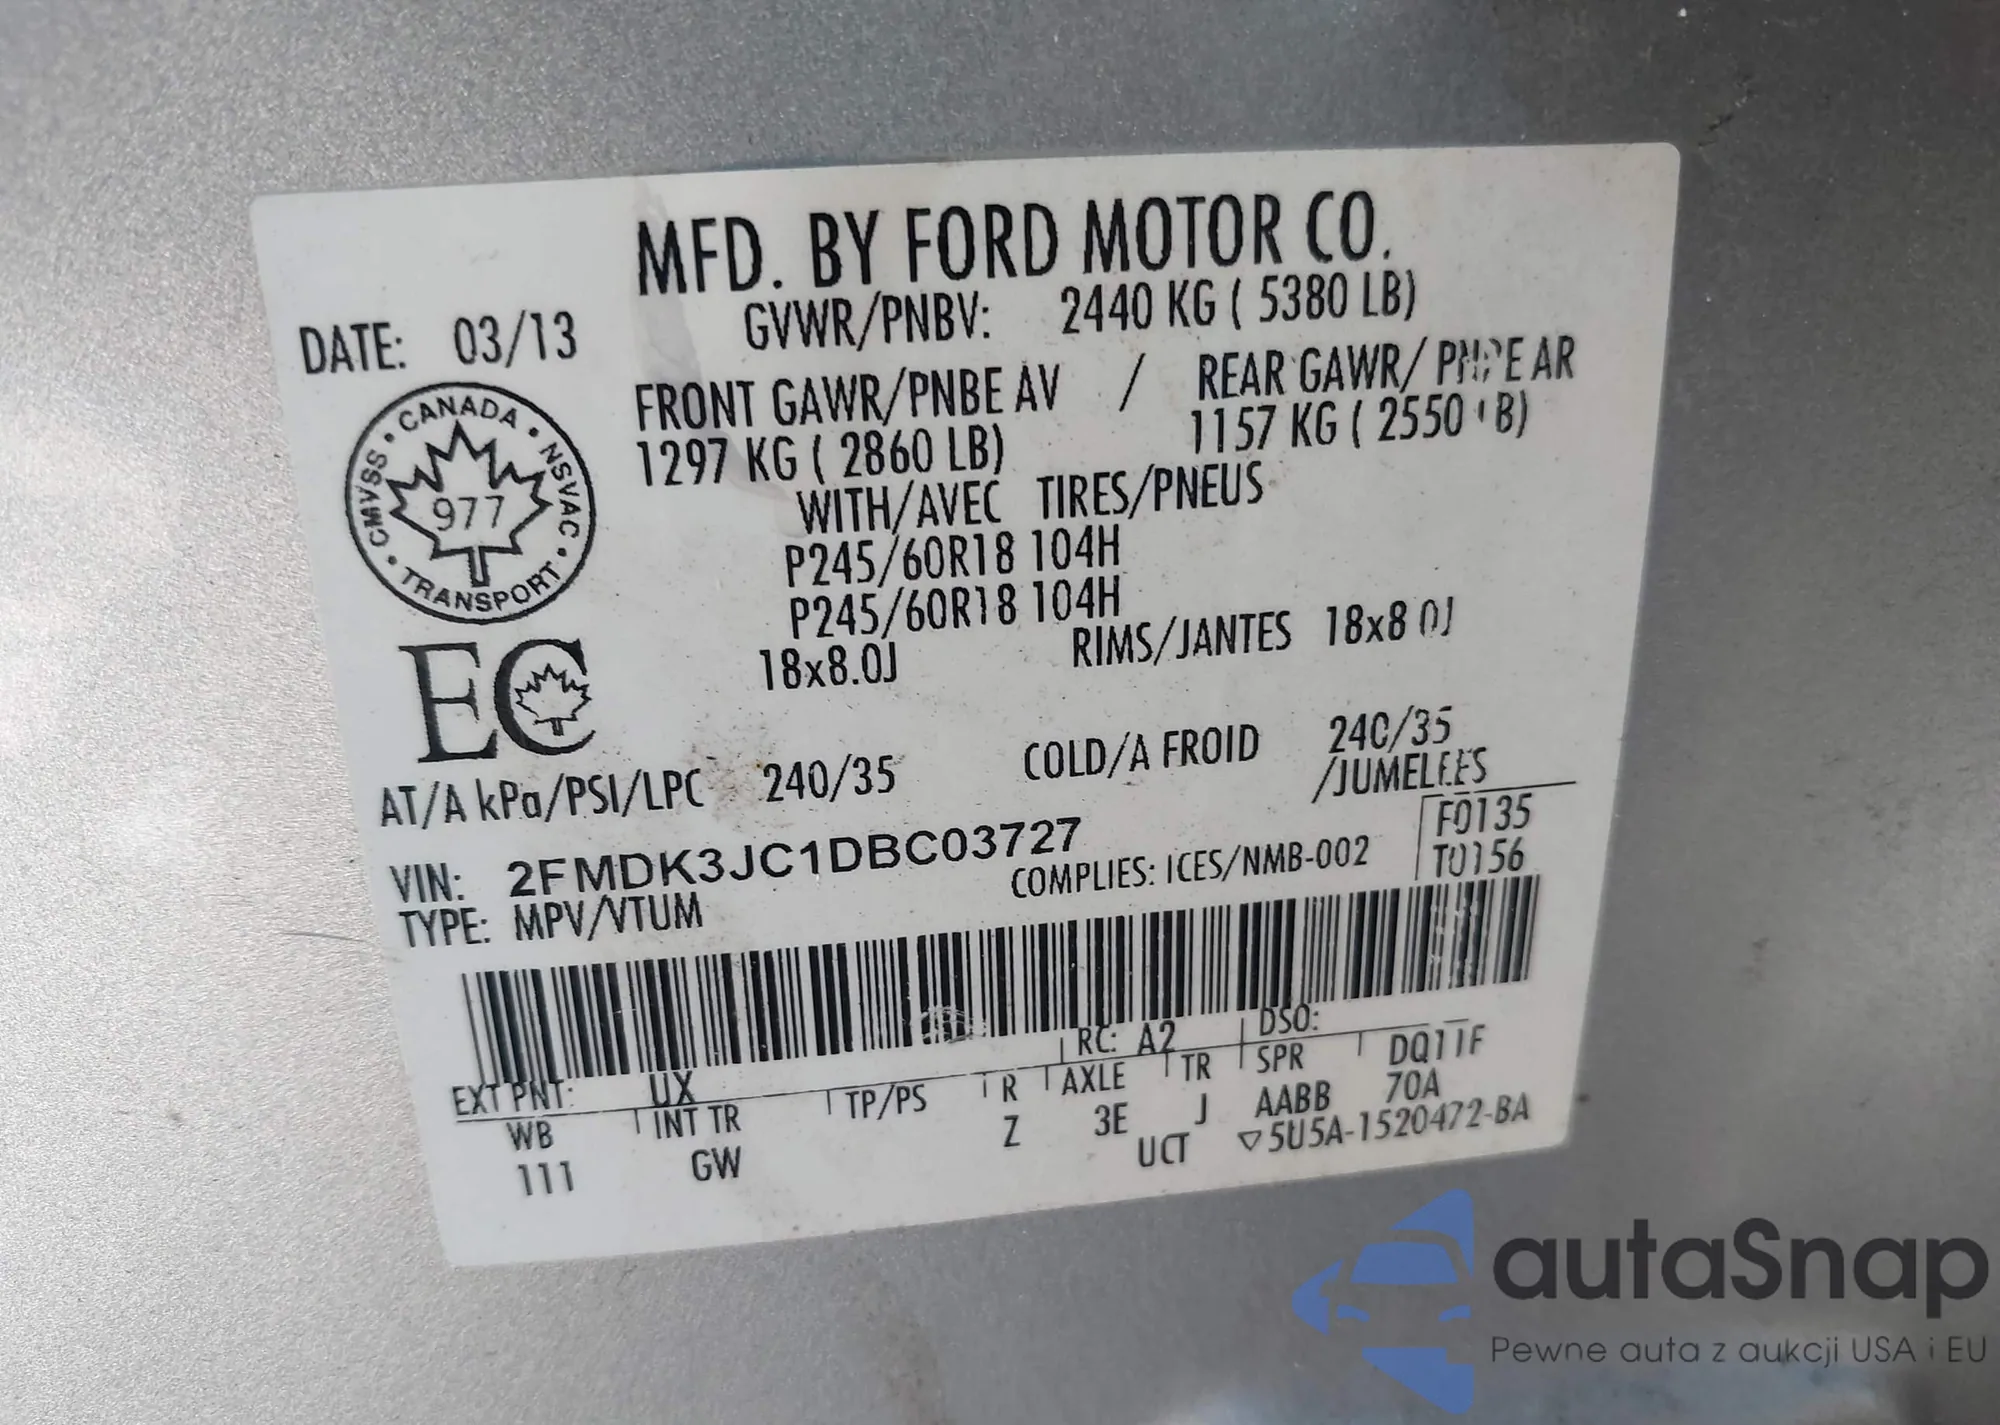 MFD. BY FORD MOTOR CO.
DATE: 03/13
GVWR/PNBV: 2440 KG ( 5380 LB)
FRONT GAWR/PNBE AV / REAR GAWR/ AR
1297 KG ( 2860 LB) 1157 KG ( 2550 LB)
WITH/AVEC TIRES/PNEUS
P245/60R18 104H
P245/60R18 104H
18x8.0J RIMS/JANTES 18x8.0J
CANADA • NSVAC • TRANSPORT • CMVSS •
977
EC
AT/A kPa/PSI/LPC 240/35 COLD/A FROID 240/35
/JUMELEES
VIN: 2FMDK3JC1DBC03727
F0135
T0156
TYPE: MPV/VTUM COMPLIES: ICES/NMB-002
EXT PNT: UX RC: A2 DSO:
WB INT TR TP/PS R AXLE TR SPR DQ11F
111 GW Z 3E J AABB 70A
UCT ▽5U5A-1520472-BA
autaSnap
Pewne auta z aukcji USA i EU